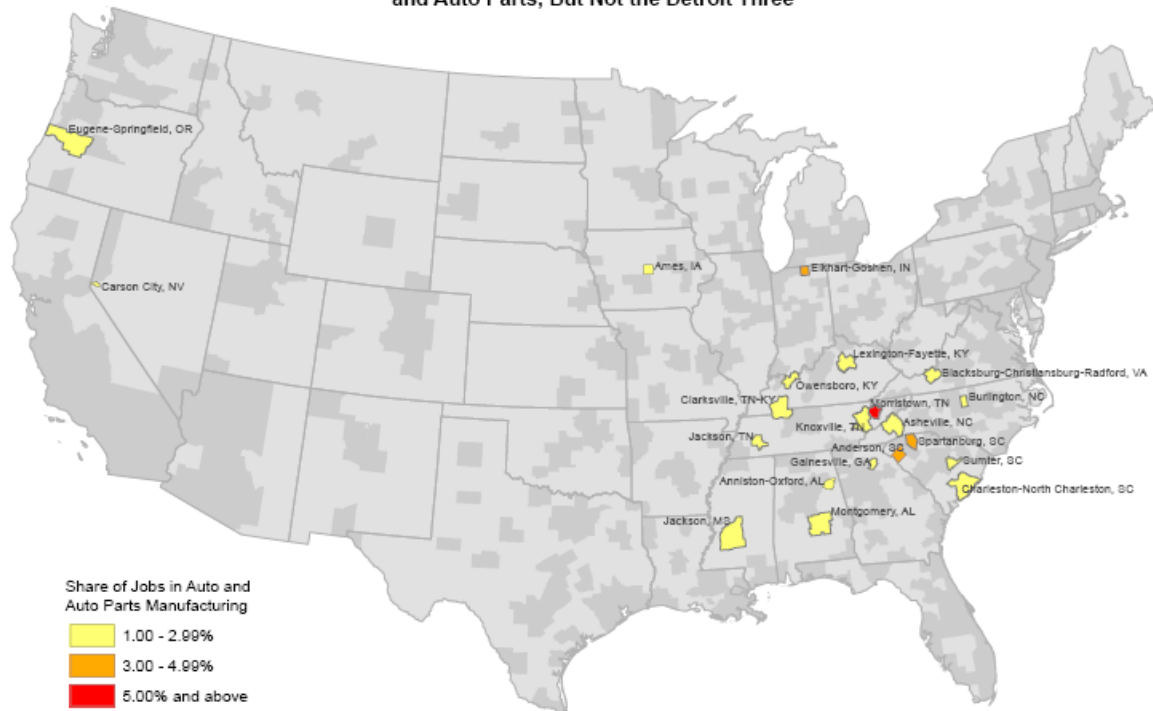 and Auto Parts, But Not the Detroit Three
Eugene-Springfield, OR
Ames, IA
Elkhart-Goshen, IN
Carson City, NV
Lexington-Fayette, KY
Blacksburg-Christiansburg-Radford, VA
Owensboro, KY
Clarksville, TN-KY
Morristown, TN
Burlington, NC
Knoxville, TN
Asheville, NC
Jackson, TN
Anderson, SC
Spartanburg, SC
Gainesville, GA
Sumter, SC
Anniston-Oxford, AL
Charleston-North Charleston, SC
Jackson, MS
Montgomery, AL
Share of Jobs in Auto and
Auto Parts Manufacturing
1.00 - 2.99%
3.00 - 4.99%
5.00% and above